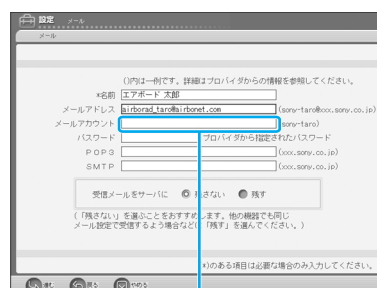 設定 メール
メール
()内は一例です。詳細はプロバイダからの情報を参照してください。
*名前 エアボード 太郎
メールアドレス airborad_taro@airbonet.com (sony-taro@xxx.sony.co.jp)
メールアカウント (sony-taro)
パスワード プロバイダから指定されたパスワード
POP3 (xxx.sony.co.jp)
SMTP (xxx.sony.co.jp)
受信メールをサーバに 残さない 残す
(「残さない」を選ぶことをおすすめします。他の機器でも同じ
メール設定で受信するよう場合など(「残す」を選んでください。)
*)のある項目は必要な場合のみ入力してください。
進む 戻る やめる